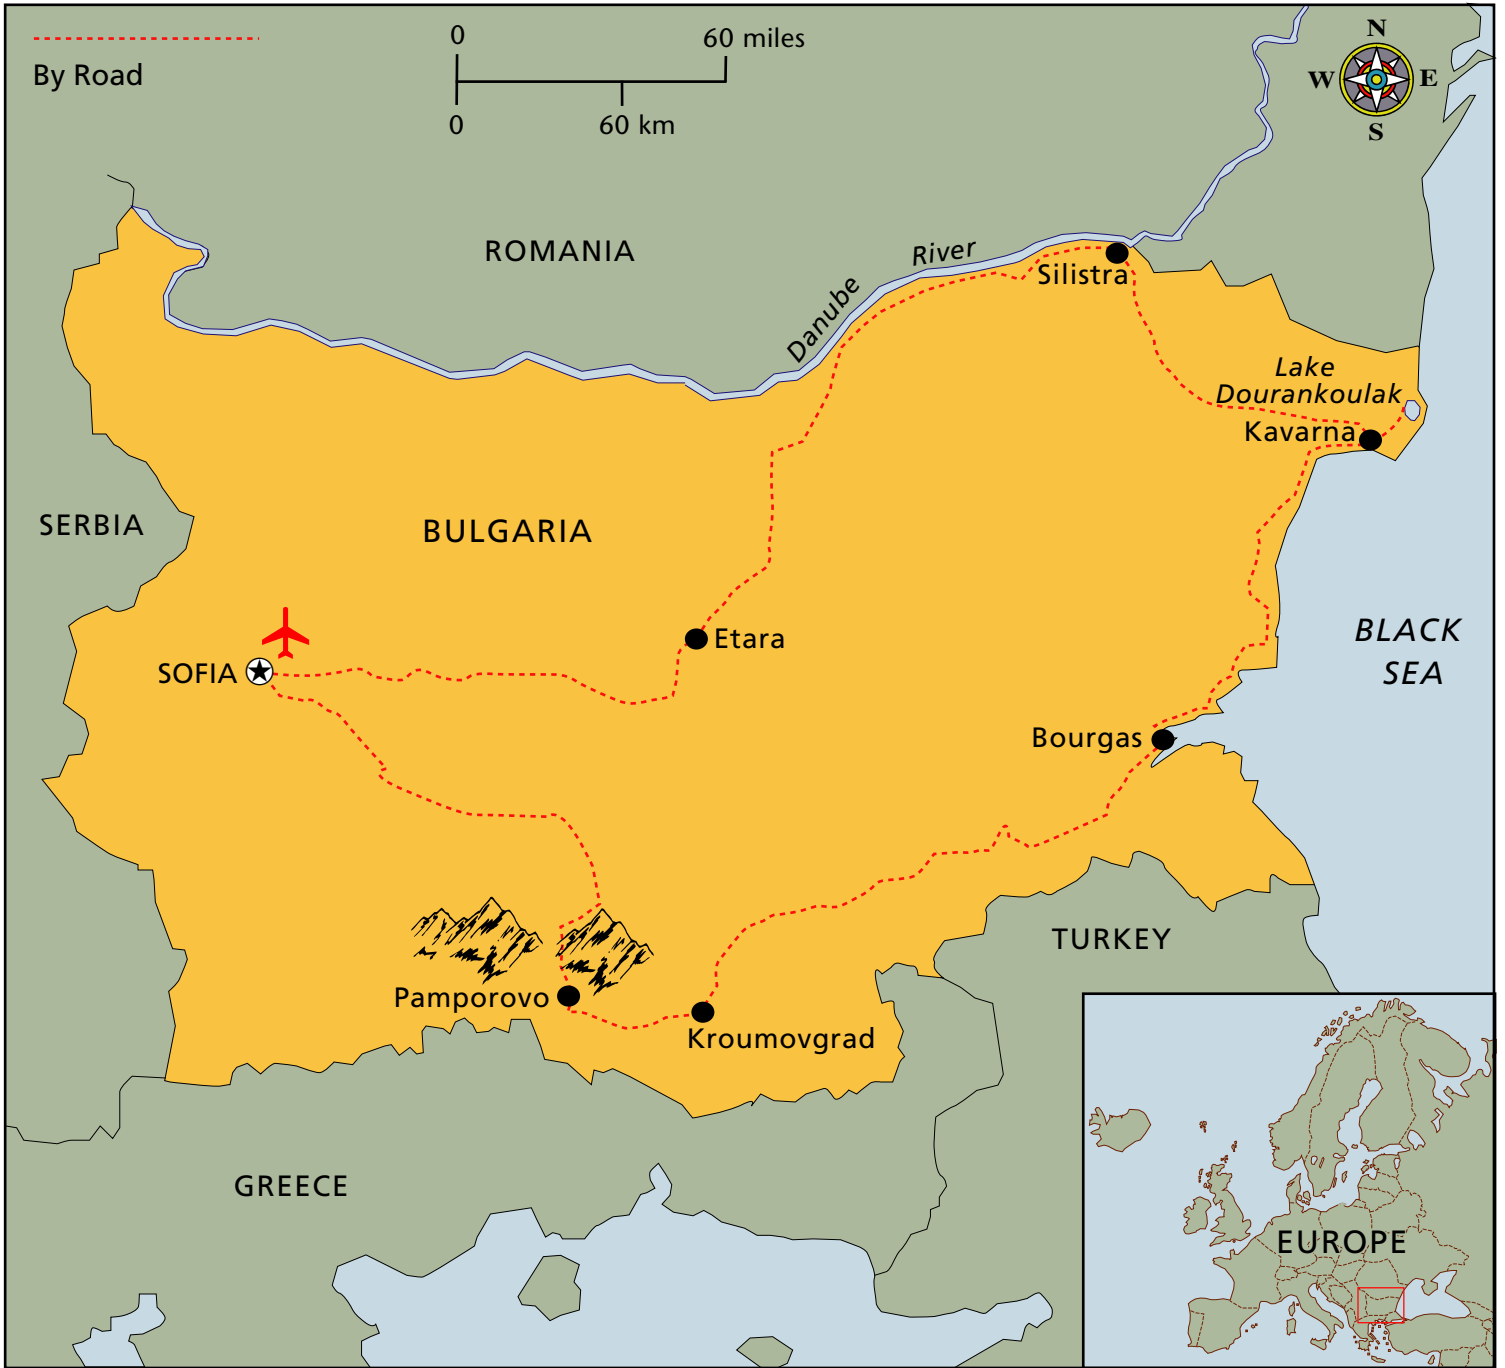 By Road
0
60 miles
0
60 km
N
W
E
S
ROMANIA
Danube
River
Silistra
Lake
Dourankoulak
Kavarna
SERBIA
BULGARIA
BLACK
SEA
Etara
SOFIA
Bourgas
TURKEY
Pamporovo
Kroumovgrad
GREECE
EUROPE